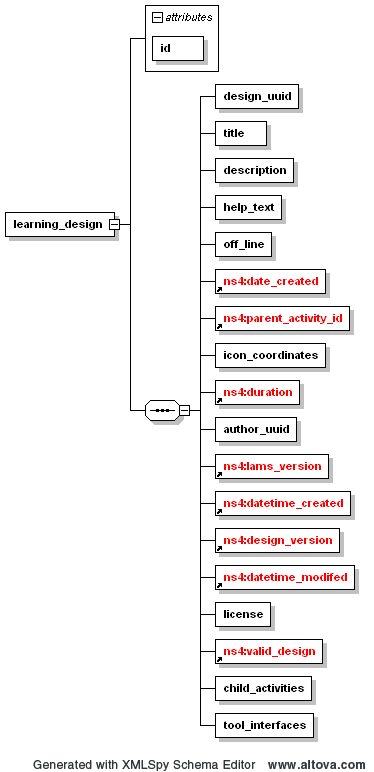 attributes
id
learning_design
design_uuid
title
description
help_text
off_line
ns4:date_created
ns4:parent_activity_id
icon_coordinates
ns4:duration
author_uuid
ns4:lams_version
ns4:datetime_created
ns4:design_version
ns4:datetime_modifed
license
ns4:valid_design
child_activities
tool_interfaces
Generated with XMLSpy Schema Editor www.altova.com